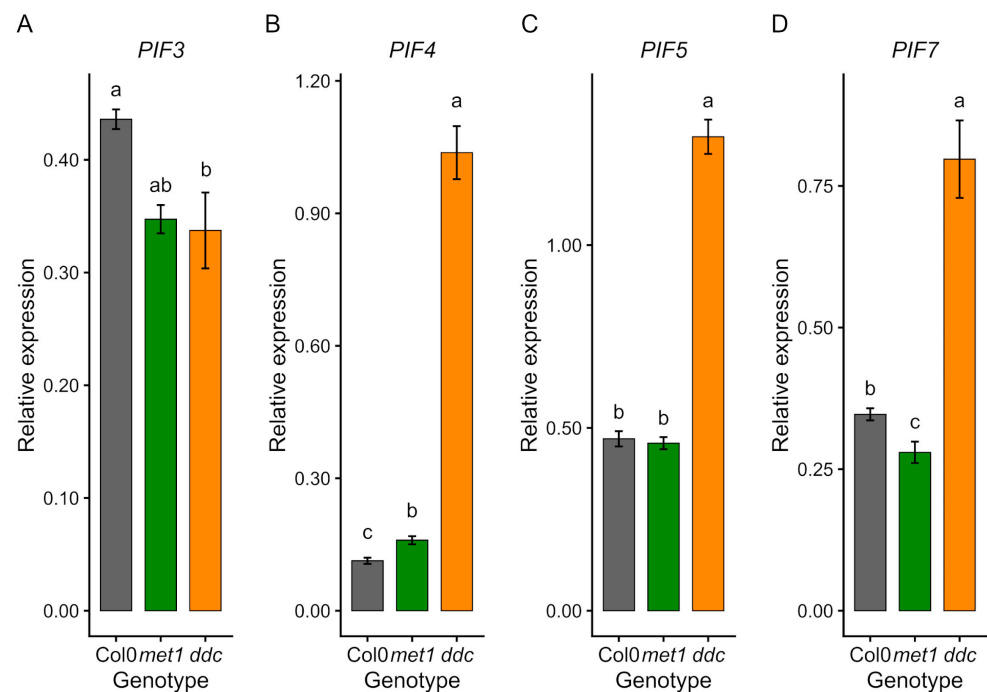 A
PIF3
Relative expression
0.40
0.30
0.20
0.10
0.00
a
ab
b
Col0 met1 ddc
Genotype
B
PIF4
Relative expression
1.20
0.90
0.60
0.30
0.00
c
b
a
Col0 met1 ddc
Genotype
C
PIF5
Relative expression
1.00
0.50
0.00
b
b
a
Col0 met1 ddc
Genotype
D
PIF7
Relative expression
0.75
0.50
0.25
0.00
b
c
a
Col0 met1 ddc
Genotype